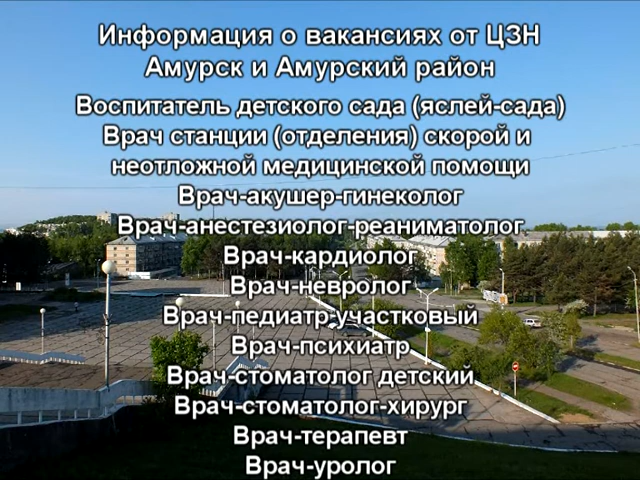 Информация о вакансиях от ЦЗН
Амурск и Амурский район
Воспитатель детского сада (яслей-сада)
Врач станции (отделения) скорой и
неотложной медицинской помощи
Врач-акушер-гинеколог
Врач-анестезиолог-реаниматолог
Врач-кардиолог
Врач-невролог
Врач-педиатр-участковый
Врач-психиатр
Врач-стоматолог детский
Врач-стоматолог-хирург
Врач-терапевт
Врач-уролог